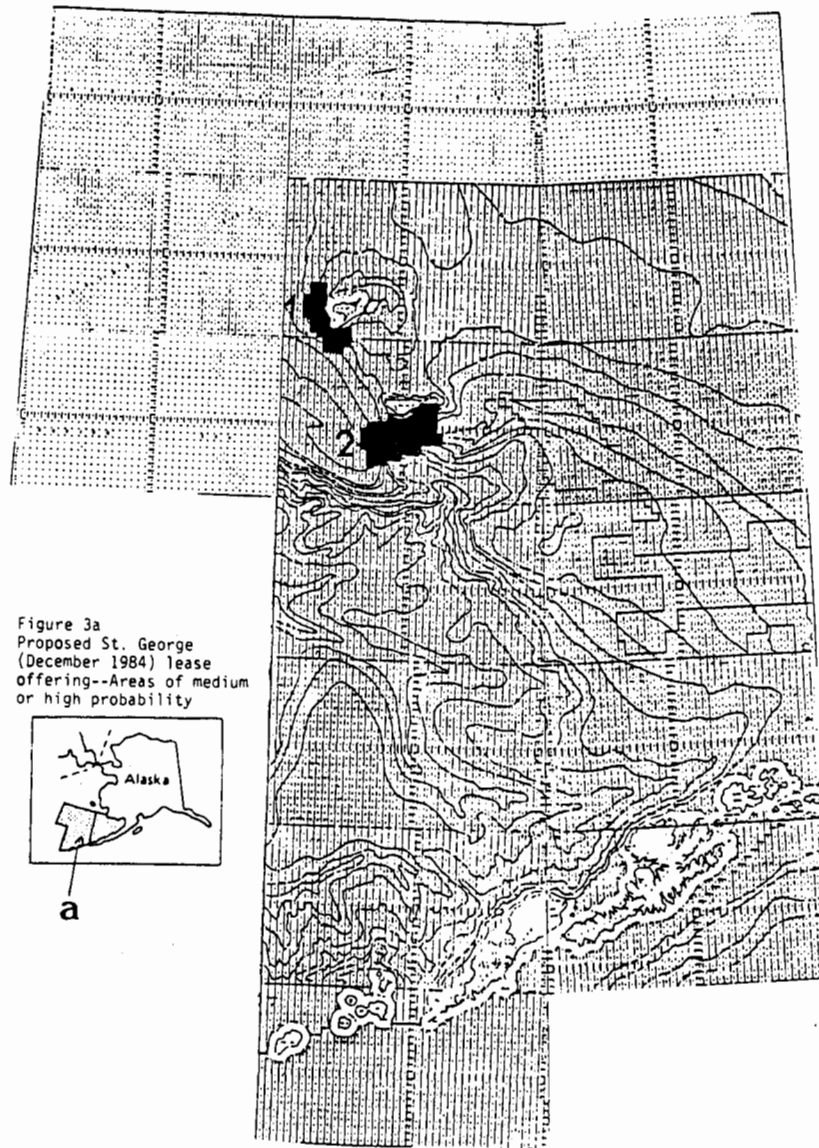 1
2
Figure 3a
Proposed St. George
(December 1984) lease
offering--Areas of medium
or high probability
Alaska
a